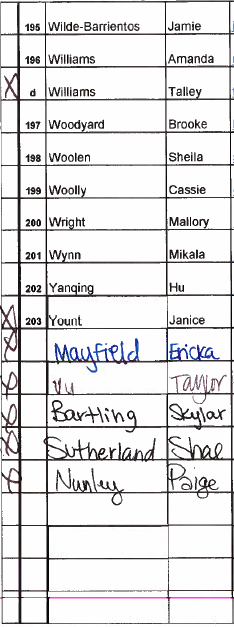 195 Wilde-Barrientos Jamie
196 Williams Amanda
d Williams Talley
197 Woodyard Brooke
198 Woolen Sheila
199 Woolly Cassie
200 Wright Mallory
201 Wynn Mikala
202 Yanqing Hu
203 Yount Janice
Mayfield Ericka
Vu Taylor
Bartling Skylar
Sutherland Shae
Nunley Paige